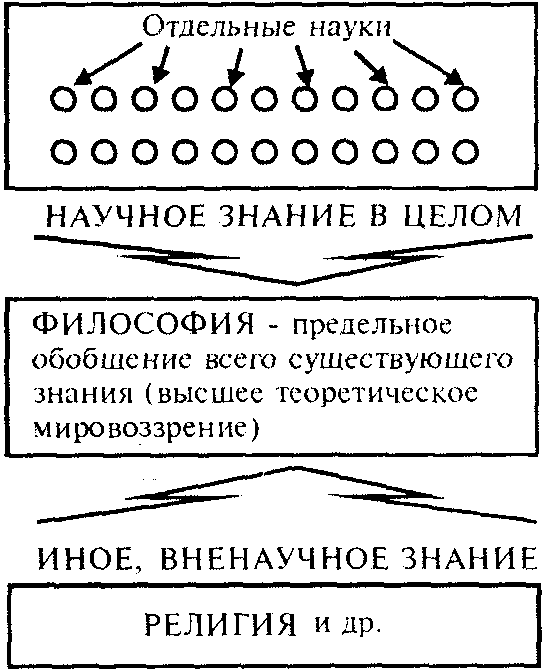 Отдельные науки
НАУЧНОЕ ЗНАНИЕ В ЦЕЛОМ
ФИЛОСОФИЯ - предельное
обобщение всего существующего
знания (высшее теоретическое
мировоззрение)
ИНОЕ, ВНЕНАУЧНОЕ ЗНАНИЕ
РЕЛИГИЯ и др.